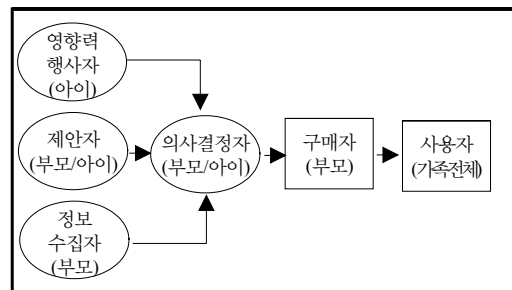 영향력
행사자
(아이)
제안자
(부모/아이)
정보
수집자
(부모)
의사결정자
(부모/아이)
구매자
(부모)
사용자
(가족전체)